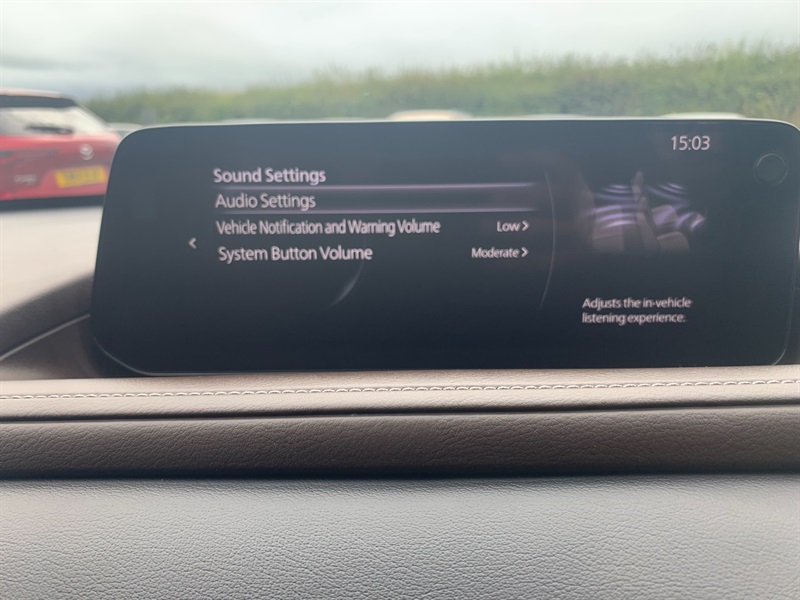 15:03
Sound Settings
Audio Settings
Vehicle Notification and Warning Volume Low >
System Button Volume Moderate >
<
Adjusts the in-vehicle
listening experience.